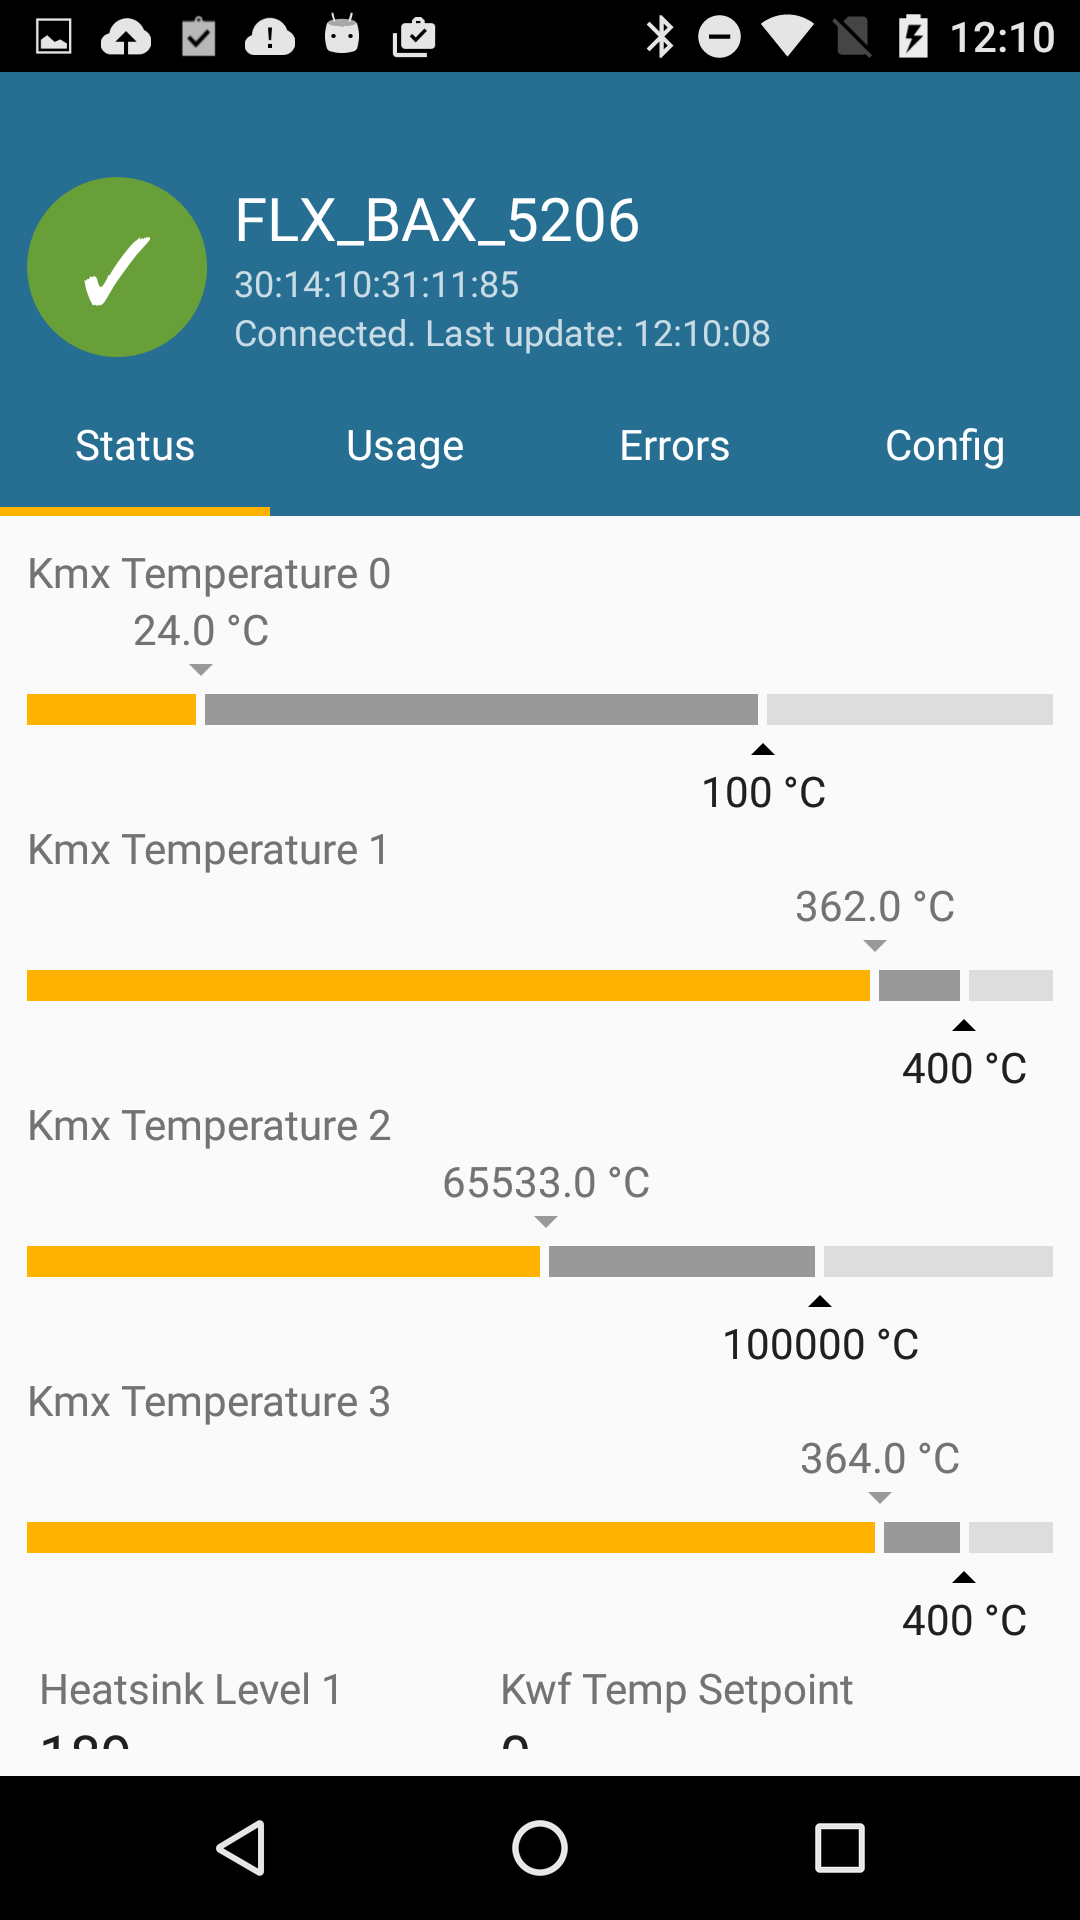 12:10
FLX_BAX_5206
30:14:10:31:11:85
Connected. Last update: 12:10:08
Status Usage Errors Config
Kmx Temperature 0
24.0 °C
100 °C
Kmx Temperature 1
362.0 °C
400 °C
Kmx Temperature 2
65533.0 °C
100000 °C
Kmx Temperature 3
364.0 °C
400 °C
Heatsink Level 1 Kwf Temp Setpoint